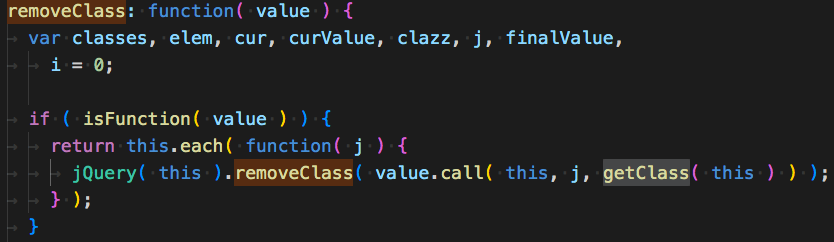 removeClass: function( value ) {
var classes, elem, cur, curValue, clazz, j, finalValue,
i = 0;
if ( isFunction( value ) ) {
return this.each( function( j ) {
jQuery( this ).removeClass( value.call( this, j, getClass( this ) ) );
} );
}